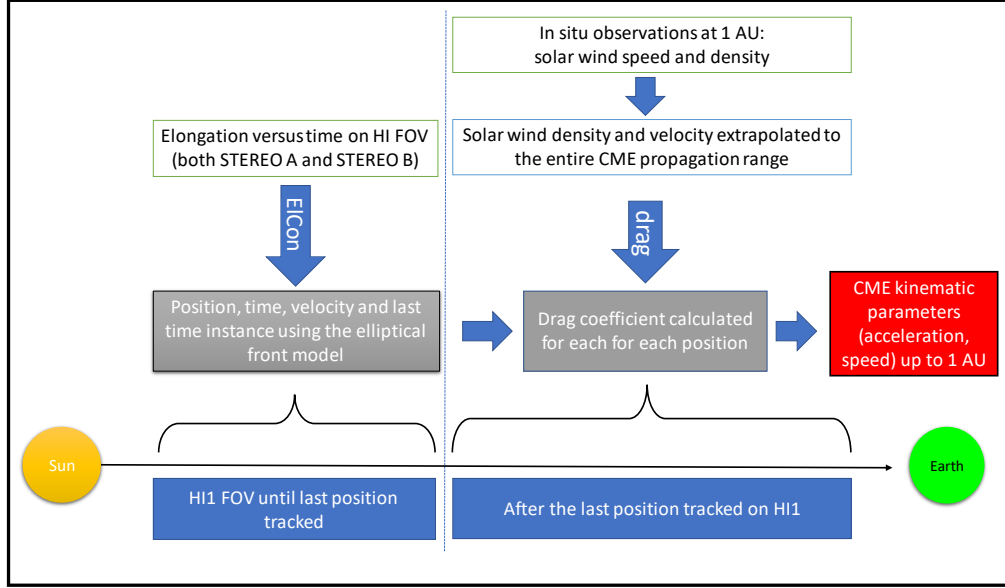 In situ observations at 1 AU:
solar wind speed and density
Elongation versus time on HI FOV
(both STEREO A and STEREO B)
Solar wind density and velocity extrapolated to
the entire CME propagation range
ElCon
drag
Position, time, velocity and last
time instance using the elliptical
front model
Drag coefficient calculated
for each for each position
CME kinematic
parameters
(acceleration,
speed) up to 1 AU
Sun
Earth
HI1 FOV until last position
tracked
After the last position tracked on HI1